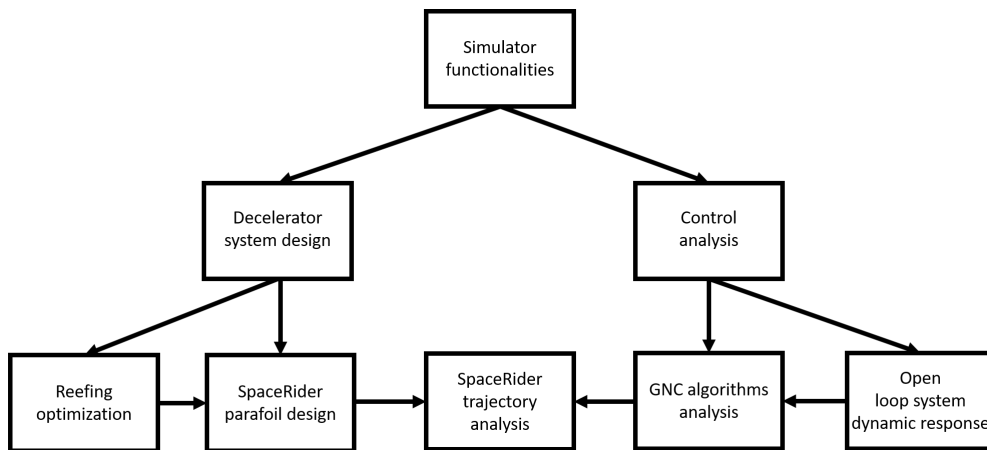 Simulator
functionalities
Decelerator
system design
Control
analysis
Reefing
optimization
SpaceRider
parafoil design
SpaceRider
trajectory
analysis
GNC algorithms
analysis
Open
loop system
dynamic response